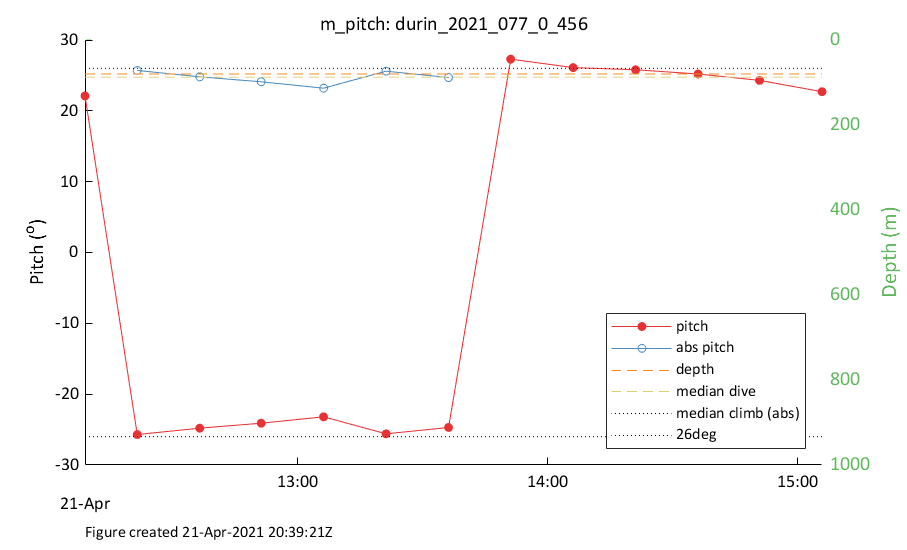 m_pitch: durin_2021_077_0_456
30
20
10
0
-10
-20
-30
Pitch (º)
0
200
400
600
800
1000
Depth (m)
pitch
abs pitch
depth
median dive
median climb (abs)
26deg
13:00
14:00
15:00
21-Apr
Figure created 21-Apr-2021 20:39:21Z